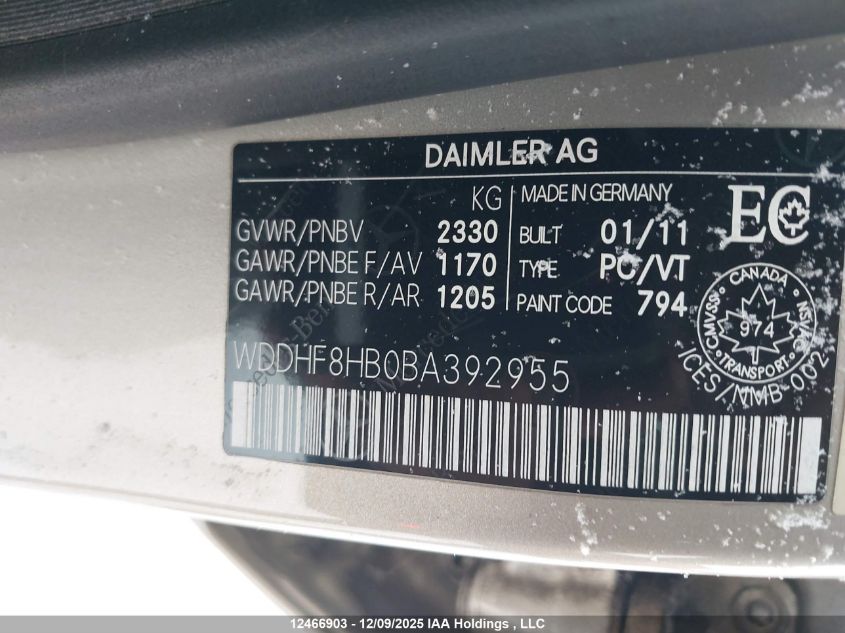 DAIMLER AG
KG
MADE IN GERMANY
GVWR/PNBV 2330
BUILT 01/11
GAWR/PNBE F/AV 1170
TYPE PC/VT
GAWR/PNBE R/AR 1205
PAINT CODE 794
EC
CANADA
CMVSS NSVAC
974
TRANSPORT
ICES/NMB-002
WDDHF8HB0BA392955
12466903 - 12/09/2025 IAA Holdings , LLC